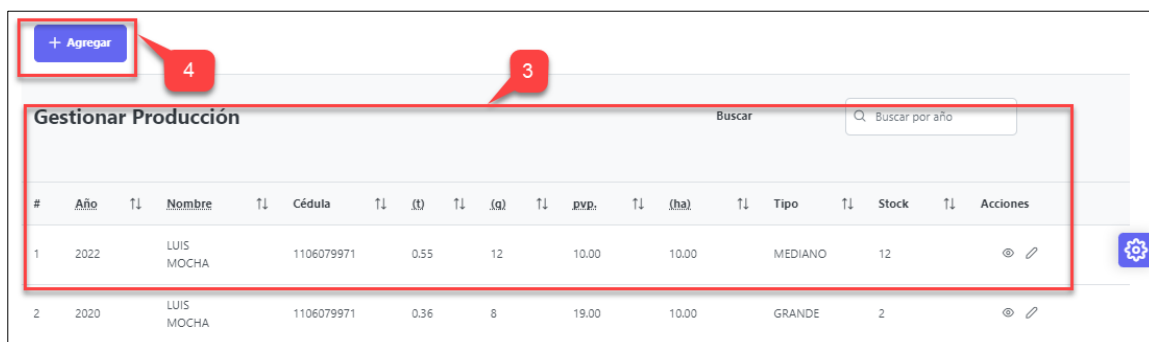 + Agregar
4
3
Gestionar Producción
Buscar
Buscar por año
# Año Nombre Cédula (t) (q) pvp. (ha) Tipo Stock Acciones
1 2022 LUIS MOCHA 1106079971 0.55 12 10.00 10.00 MEDIANO 12
2 2020 LUIS MOCHA 1106079971 0.36 8 19.00 10.00 GRANDE 2